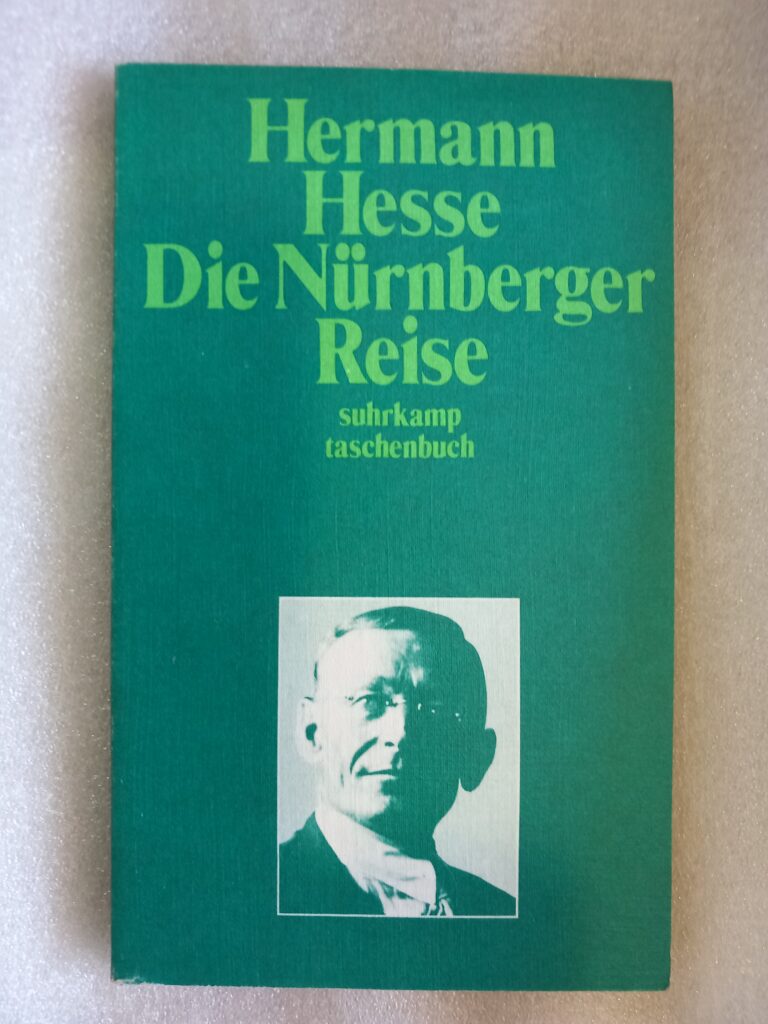 Hermann
Hesse
Die Nürnberger
Reise
suhrkamp
taschenbuch